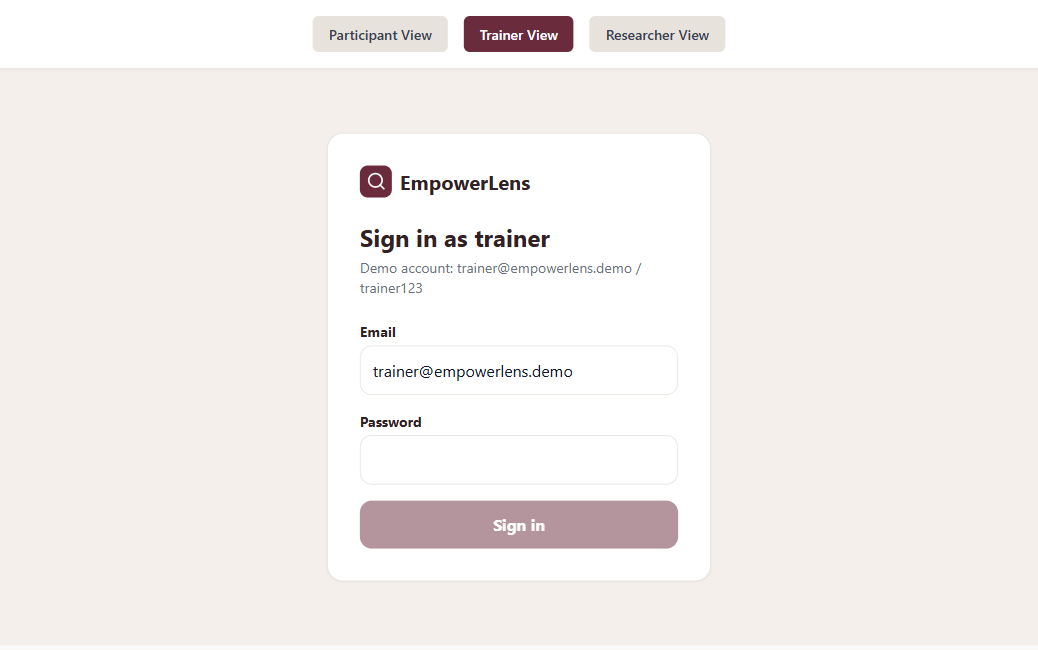 Participant View
Trainer View
Researcher View
EmpowerLens
Sign in as trainer
Demo account: trainer@empowerlens.demo /
trainer123
Email
trainer@empowerlens.demo
Password
Sign in